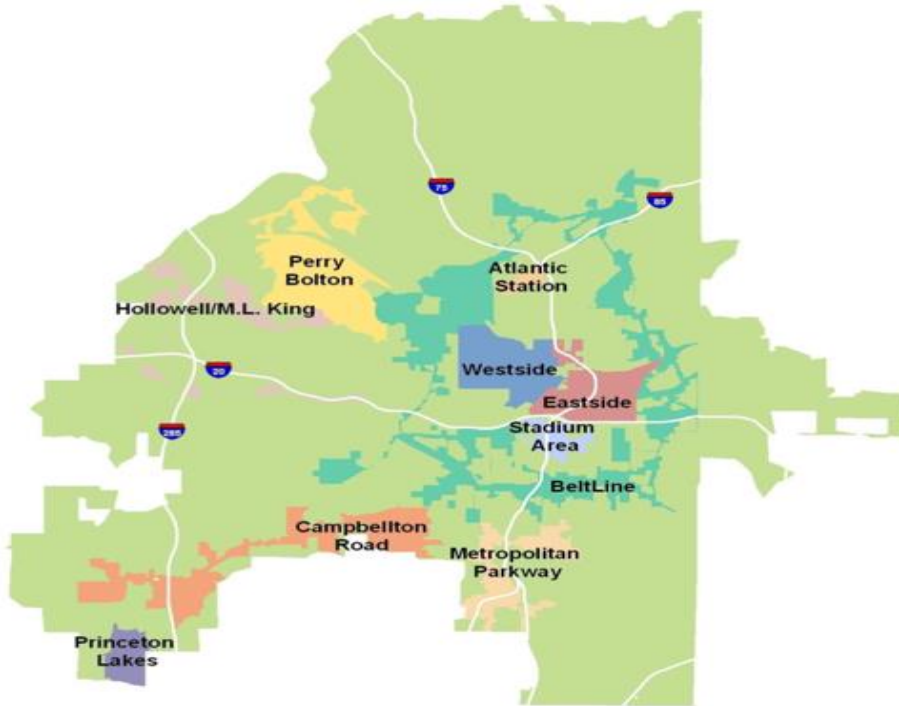 75
85
Atlantic
Station
Perry
Bolton
Hollowell/M.L. King
20
Westside
Eastside
285
Stadium
Area
BeltLine
Campbellton
Road
Metropolitan
Parkway
Princeton
Lakes